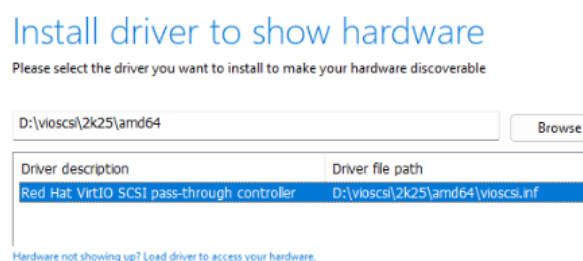 Install driver to show hardware
Please select the driver you want to install to make your hardware discoverable
D:\vioscsi\2k25\amd64
Browse
Driver description Driver file path
Red Hat VirtIO SCSI pass-through controller D:\vioscsi\2k25\amd64\vioscsi.inf
Hardware not showing up? Load driver to access your hardware.